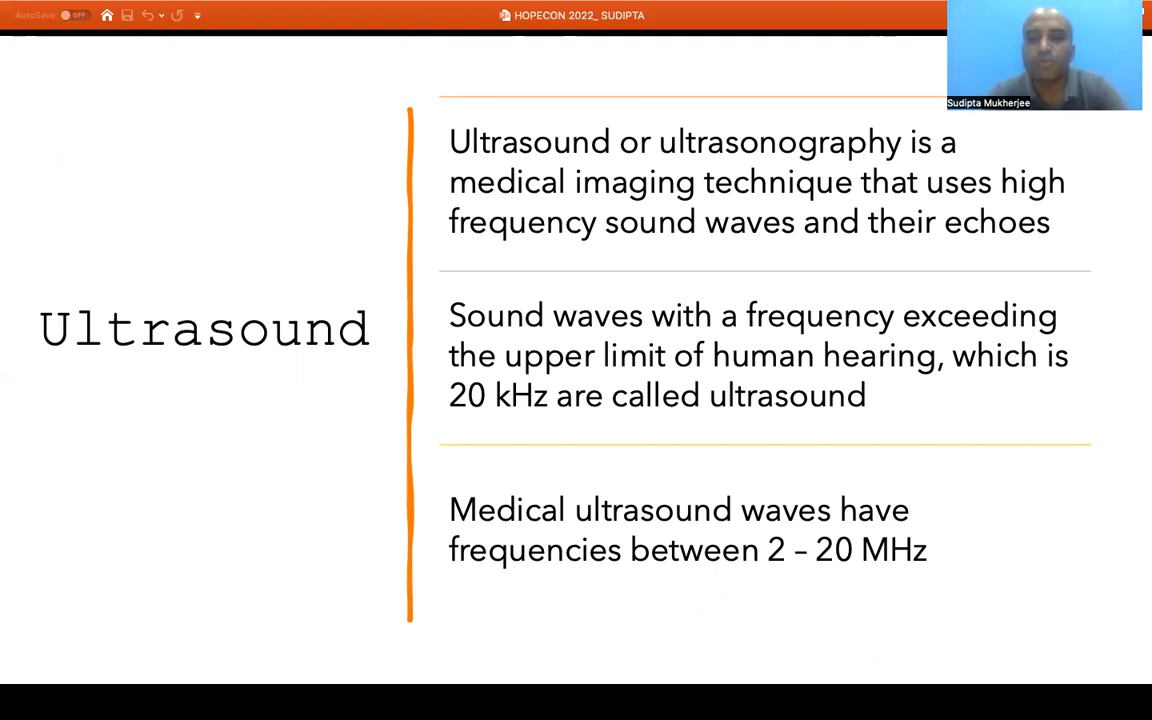 AutoSave OFF
HOPECON 2022_ SUDIPTA
Sudipta Mukherjee
Ultrasound
Ultrasound or ultrasonography is a
medical imaging technique that uses high
frequency sound waves and their echoes
Sound waves with a frequency exceeding
the upper limit of human hearing, which is
20 kHz are called ultrasound
Medical ultrasound waves have
frequencies between 2 – 20 MHz